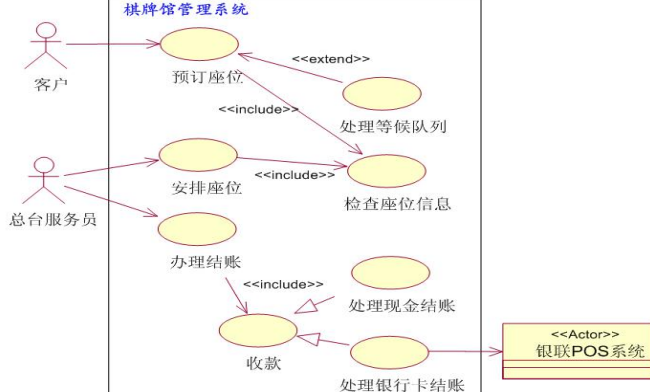 棋牌馆管理系统
<<extend>>
预订座位
客户
<<include>>
处理等候队列
<<include>>
安排座位
检查座位信息
总台服务员
办理结账
<<include>>
处理现金结账
<<Actor>>
银联POS系统
收款
处理银行卡结账